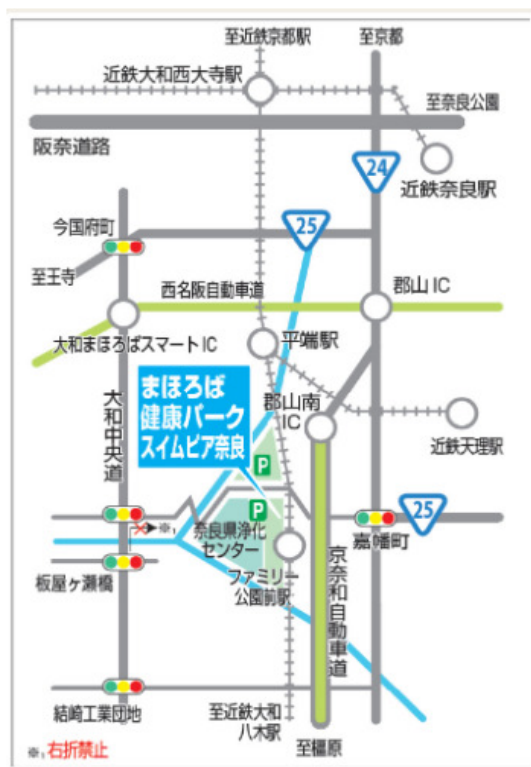 至近鉄京都駅
至京都
近鉄大和西大寺駅
至奈良公園
阪奈道路
24
近鉄奈良駅
今国府町
25
至王寺
西名阪自動車道
郡山 IC
大和まほろばスマート IC
平端駅
まほろば
健康パーク
スイムピア奈良
郡山南
IC
大和中央道
近鉄天理駅
P
P
25
※1
奈良県浄化
センター
嘉幡町
板屋ヶ瀬橋
ファミリー
公園前駅
京奈和自動車道
結崎工業団地
至近鉄大和
八木駅
至橿原
※1 右折禁止